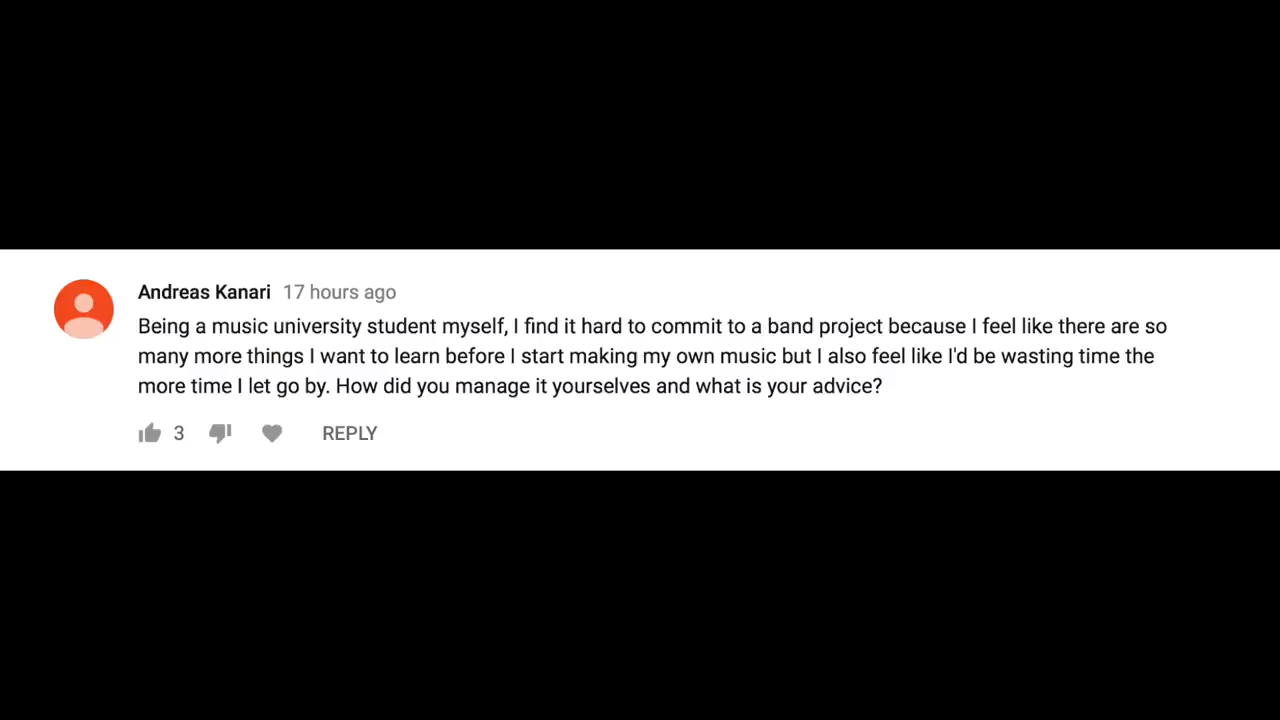 Andreas Kanari 17 hours ago
Being a music university student myself, I find it hard to commit to a band project because I feel like there are so
many more things I want to learn before I start making my own music but I also feel like I'd be wasting time the
more time I let go by. How did you manage it yourselves and what is your advice?
3 REPLY